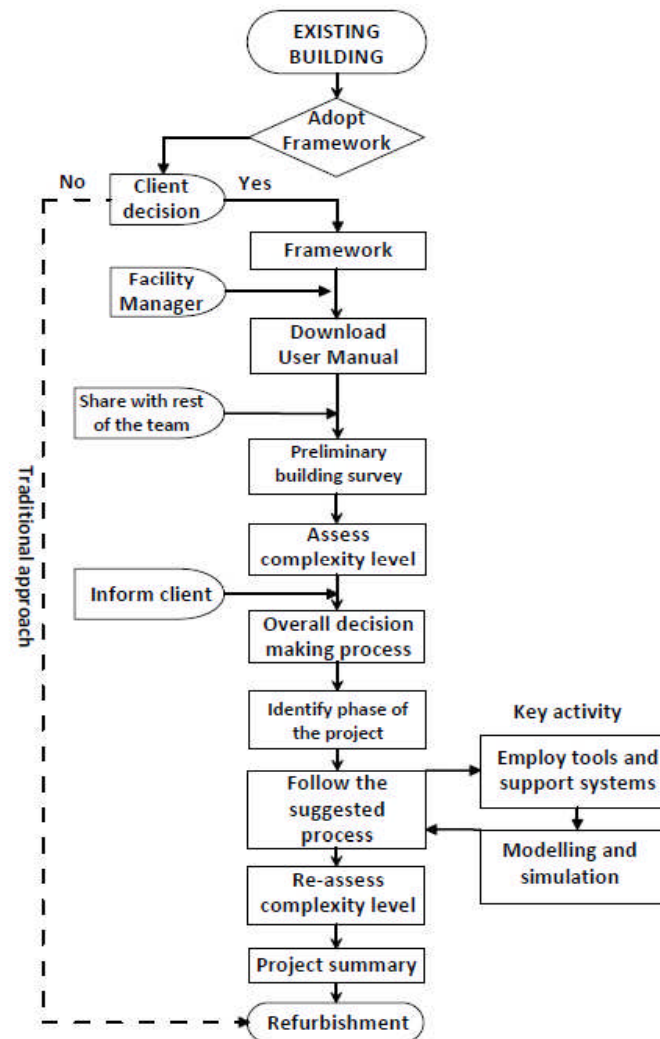 EXISTING
BUILDING
Adopt
Framework
No
Client
decision
Yes
Framework
Facility
Manager
Download
User Manual
Share with rest
of the team
Preliminary
building survey
Traditional approach
Assess
complexity level
Inform client
Overall decision
making process
Identify phase of
the project
Key activity
Follow the
suggested
process
Employ tools and
support systems
Modelling and
simulation
Re-assess
complexity level
Project summary
Refurbishment